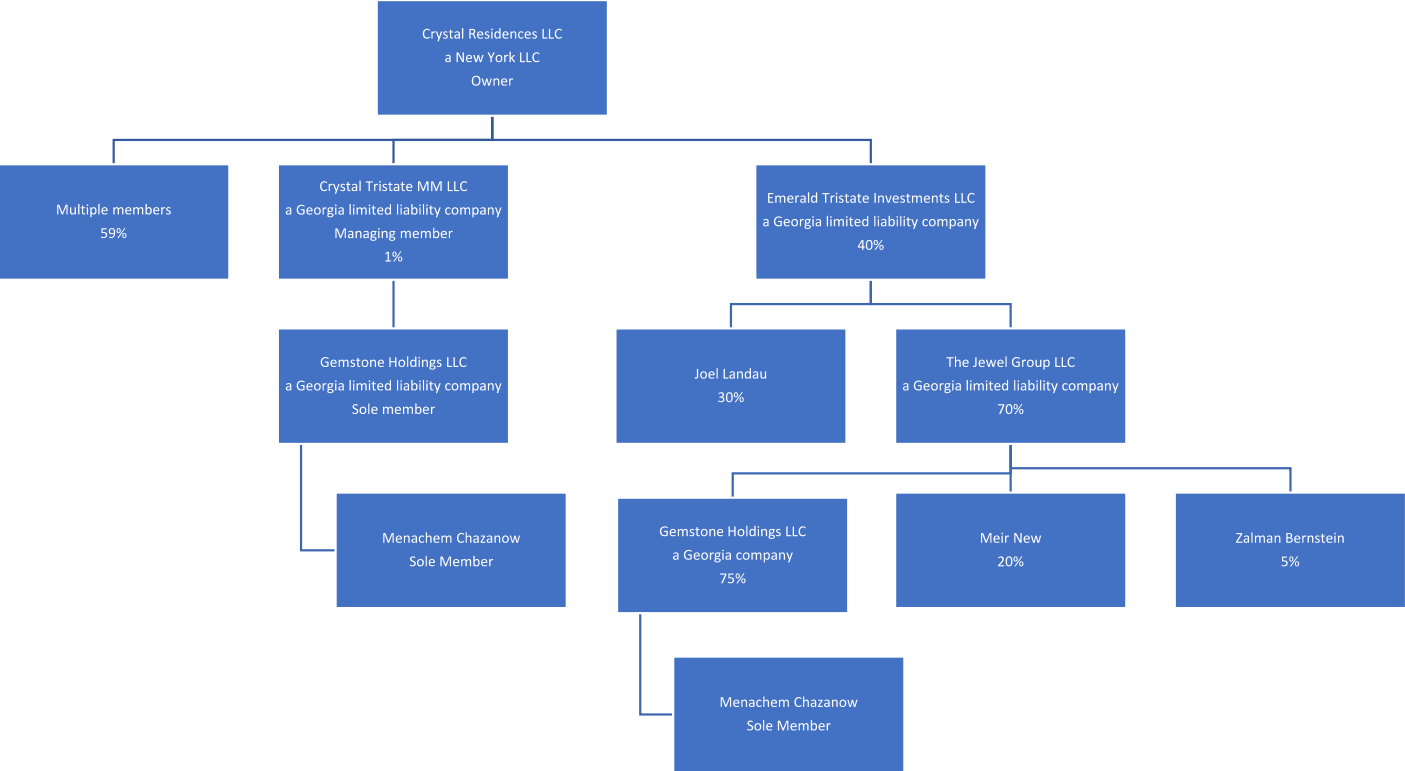 Crystal Residences LLC
a New York LLC
Owner
Multiple members
59%
Crystal Tristate MM LLC
a Georgia limited liability company
Managing member
1%
Emerald Tristate Investments LLC
a Georgia limited liability company
40%
Gemstone Holdings LLC
a Georgia limited liability company
Sole member
Joel Landau
30%
The Jewel Group LLC
a Georgia limited liability company
70%
Menachem Chazanow
Sole Member
Gemstone Holdings LLC
a Georgia company
75%
Meir New
20%
Zalman Bernstein
5%
Menachem Chazanow
Sole Member